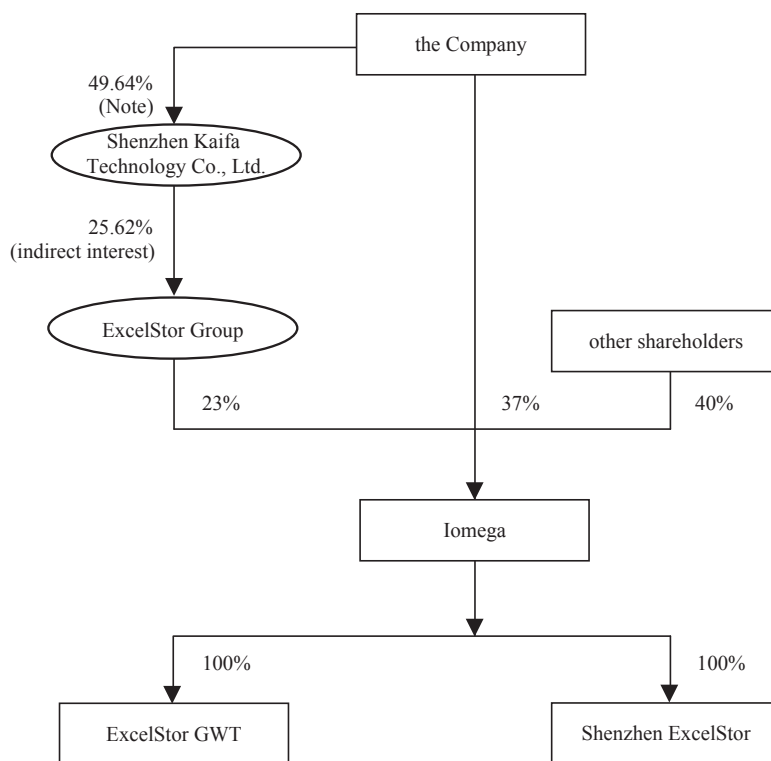 the Company
49.64%
(Note)
Shenzhen Kaifa
Technology Co., Ltd.
25.62%
(indirect interest)
ExcelStor Group
other shareholders
23%
37%
40%
Iomega
100%
100%
ExcelStor GWT
Shenzhen ExcelStor